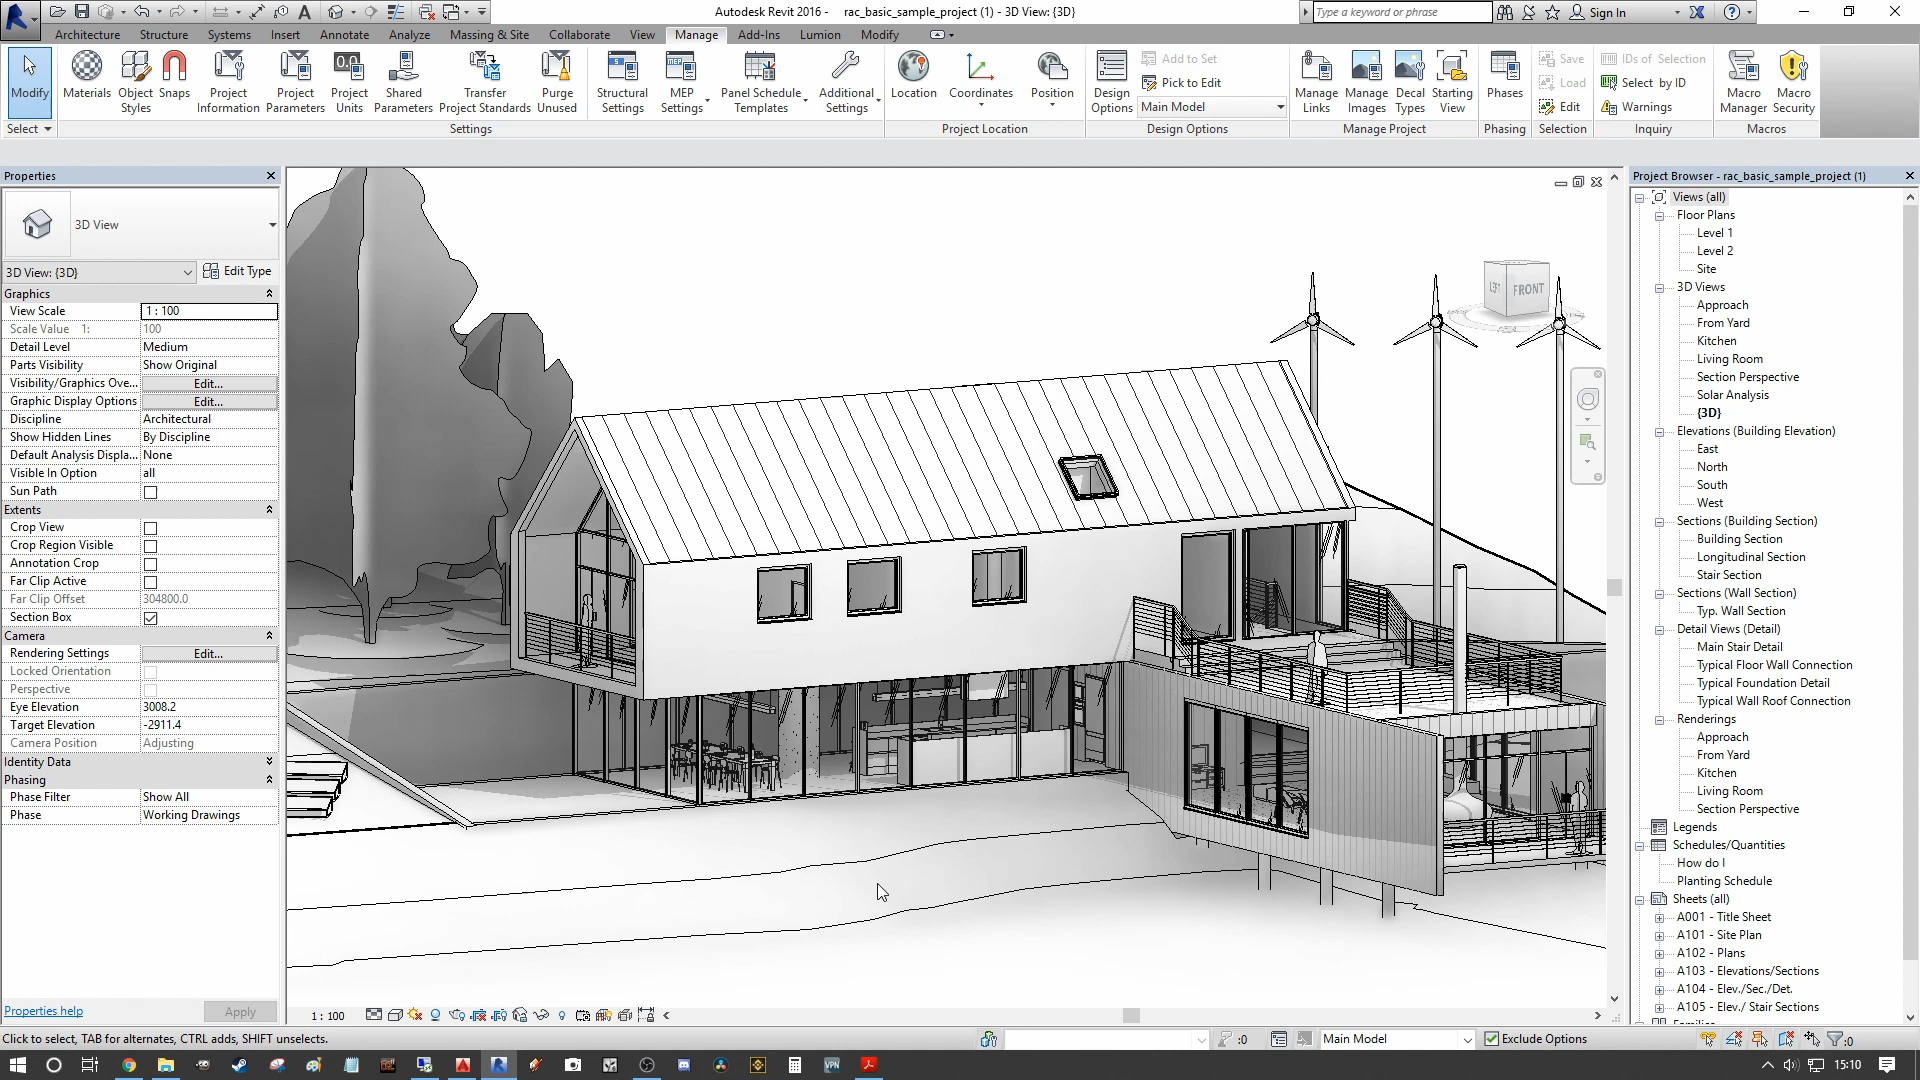 Autodesk Revit 2016 -    rac_basic_sample_project (1) - 3D View: {3D}
Type a keyword or phrase
Sign In
Architecture Structure Systems Insert Annotate Analyze Massing & Site Collaborate View Manage Add-Ins Lumion Modify
Modify
Materials
Object Styles
Snaps
Project Information
Project Parameters
Project Units
Shared Parameters
Transfer Project Standards
Purge Unused
Structural Settings
MEP Settings
Panel Schedule Templates
Additional Settings
Location
Coordinates
Position
Design Options
Add to Set
Pick to Edit
Main Model
Manage Links
Manage Images
Decal Types
Starting View
Phases
Save
Load
Edit
IDs of Selection
Select by ID
Warnings
Macro Manager
Macro Security
Select
Settings
Project Location
Design Options
Manage Project
Phasing
Selection
Inquiry
Macros
Properties
3D View
3D View: {3D}
Edit Type
Graphics
View Scale 1 : 100
Scale Value 1: 100
Detail Level Medium
Parts Visibility Show Original
Visibility/Graphics Ove... Edit...
Graphic Display Options Edit...
Discipline Architectural
Show Hidden Lines By Discipline
Default Analysis Displa... None
Visible In Option all
Sun Path
Extents
Crop View
Crop Region Visible
Annotation Crop
Far Clip Active
Far Clip Offset 304800.0
Section Box
Camera
Rendering Settings Edit...
Locked Orientation
Perspective
Eye Elevation 3008.2
Target Elevation -2911.4
Camera Position Adjusting
Identity Data
Phasing
Phase Filter Show All
Phase Working Drawings
Properties help
Apply
LEFT
FRONT
1 : 100
Project Browser - rac_basic_sample_project (1)
Views (all)
Floor Plans
Level 1
Level 2
Site
3D Views
Approach
From Yard
Kitchen
Living Room
Section Perspective
Solar Analysis
{3D}
Elevations (Building Elevation)
East
North
South
West
Sections (Building Section)
Building Section
Longitudinal Section
Stair Section
Sections (Wall Section)
Typ. Wall Section
Detail Views (Detail)
Main Stair Detail
Typical Floor Wall Connection
Typical Foundation Detail
Typical Wall Roof Connection
Renderings
Approach
From Yard
Kitchen
Living Room
Section Perspective
Legends
Schedules/Quantities
How do I
Planting Schedule
Sheets (all)
A001 - Title Sheet
A101 - Site Plan
A102 - Plans
A103 - Elevations/Sections
A104 - Elev./Sec./Det.
A105 - Elev./ Stair Sections
Click to select, TAB for alternates, CTRL adds, SHIFT unselects.
:0
Main Model
Exclude Options
:0
VPN
15:10